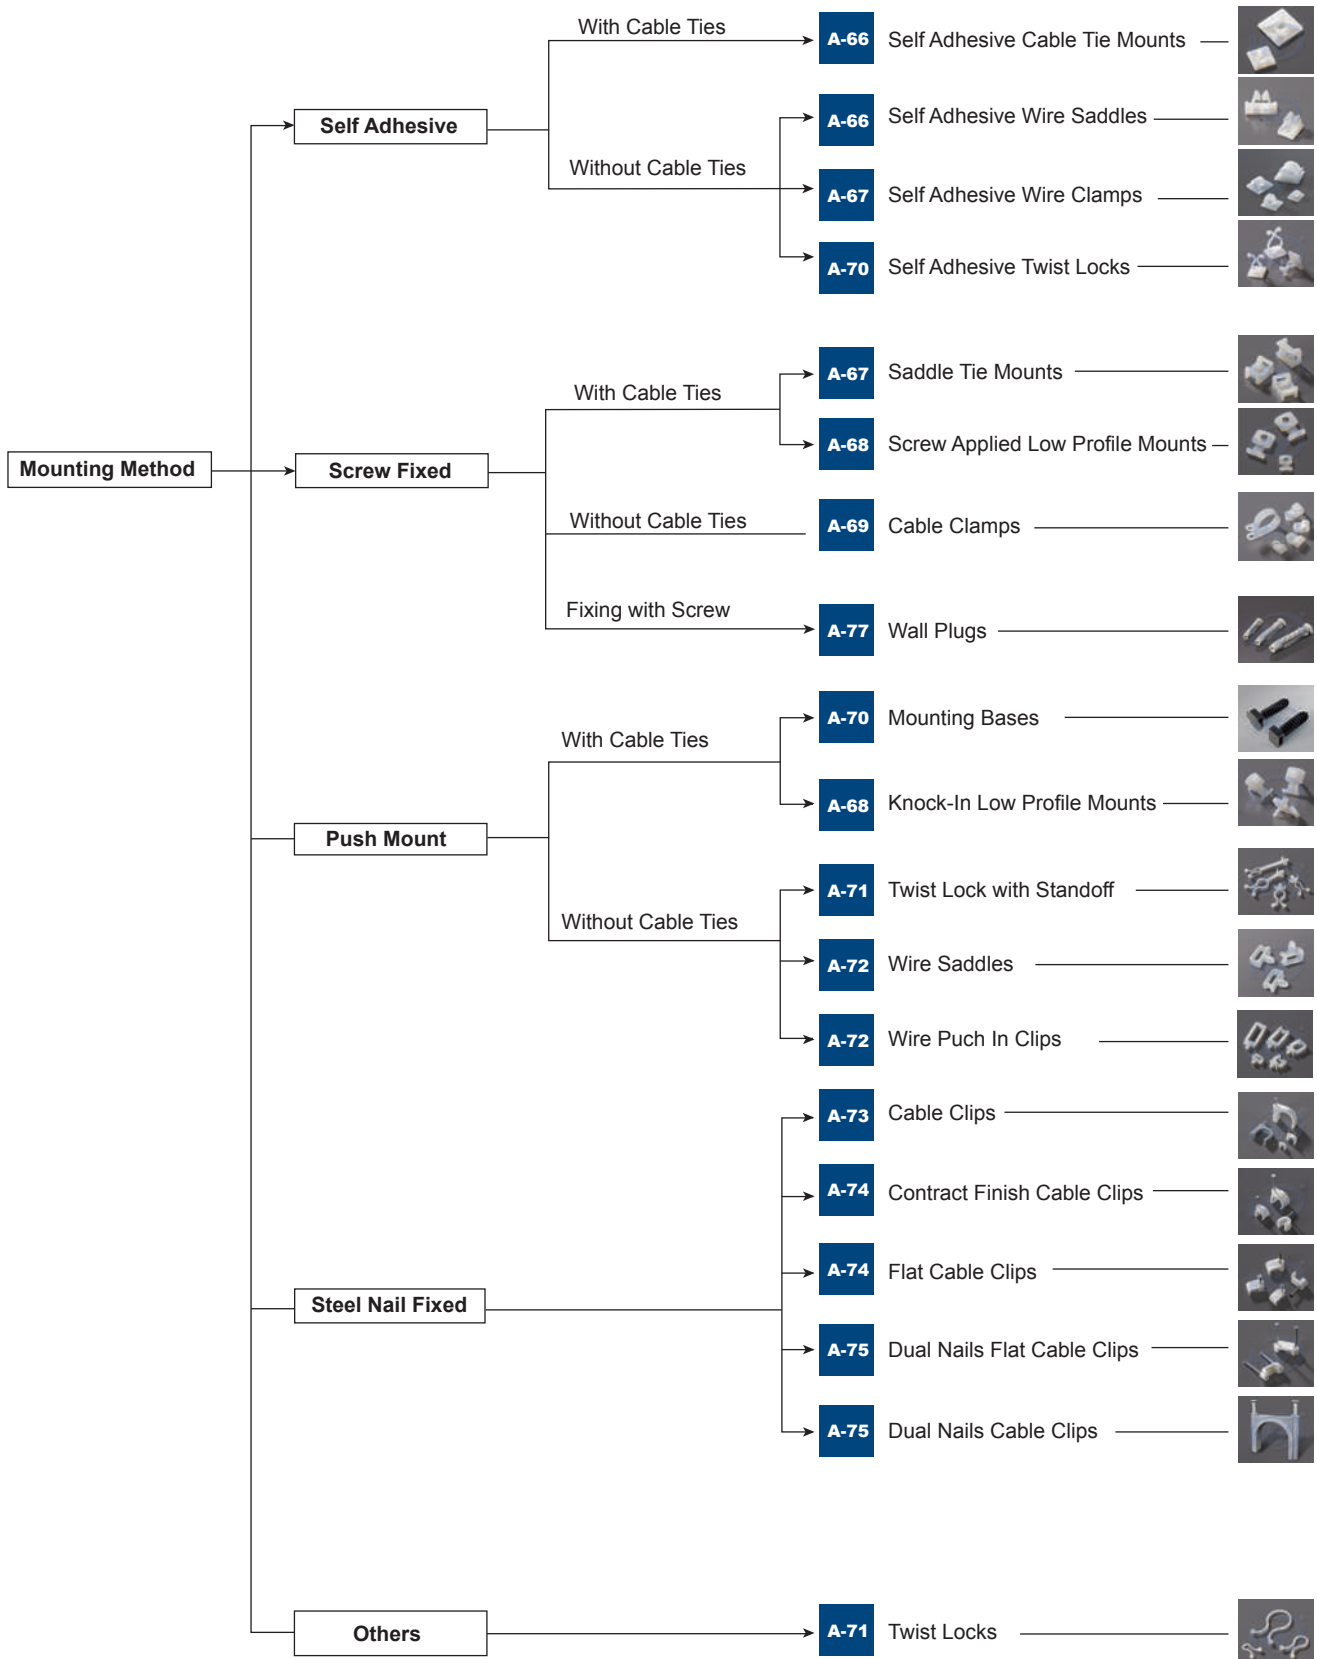 With Cable Ties
A-66 Self Adhesive Cable Tie Mounts
Self Adhesive
A-66 Self Adhesive Wire Saddles
Without Cable Ties
A-67 Self Adhesive Wire Clamps
A-70 Self Adhesive Twist Locks
With Cable Ties
A-67 Saddle Tie Mounts
A-68 Screw Applied Low Profile Mounts
Mounting Method
Screw Fixed
Without Cable Ties
A-69 Cable Clamps
Fixing with Screw
A-77 Wall Plugs
A-70 Mounting Bases
With Cable Ties
A-68 Knock-In Low Profile Mounts
Push Mount
A-71 Twist Lock with Standoff
Without Cable Ties
A-72 Wire Saddles
A-72 Wire Puch In Clips
A-73 Cable Clips
A-74 Contract Finish Cable Clips
A-74 Flat Cable Clips
Steel Nail Fixed
A-75 Dual Nails Flat Cable Clips
A-75 Dual Nails Cable Clips
Others
A-71 Twist Locks